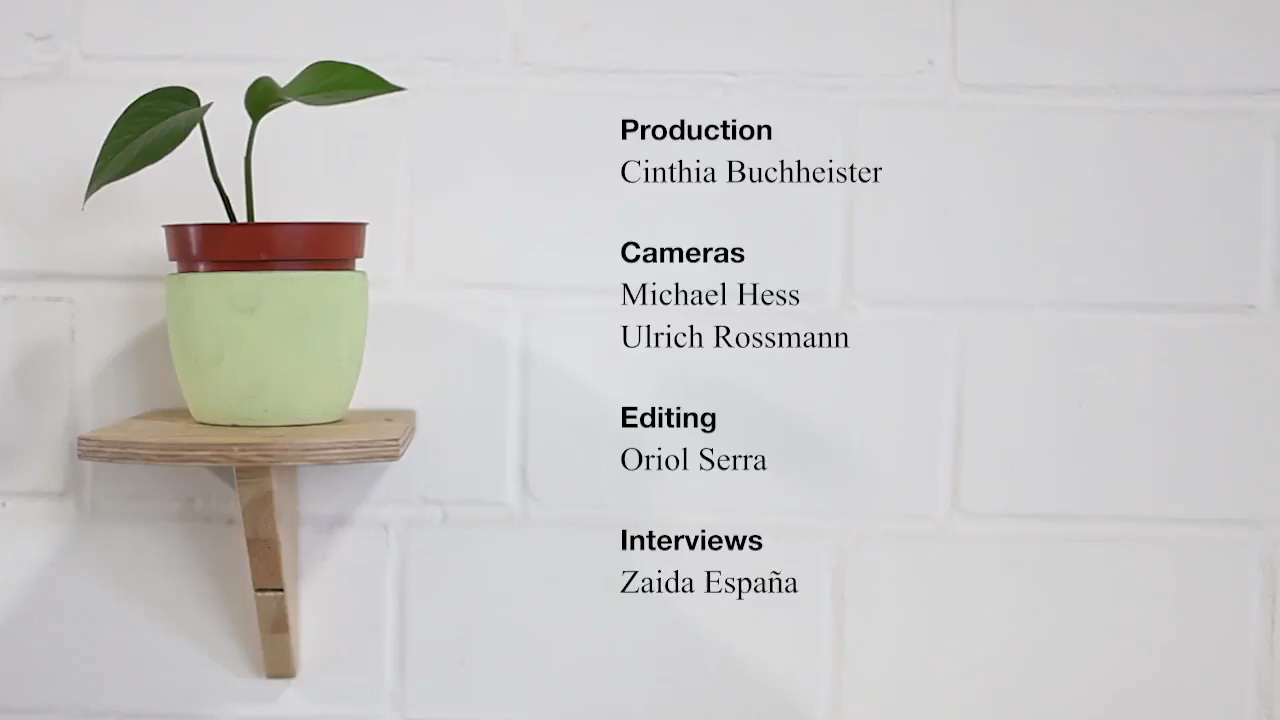 Production
Cinthia Buchheister
Cameras
Michael Hess
Ulrich Rossmann
Editing
Oriol Serra
Interviews
Zaida España